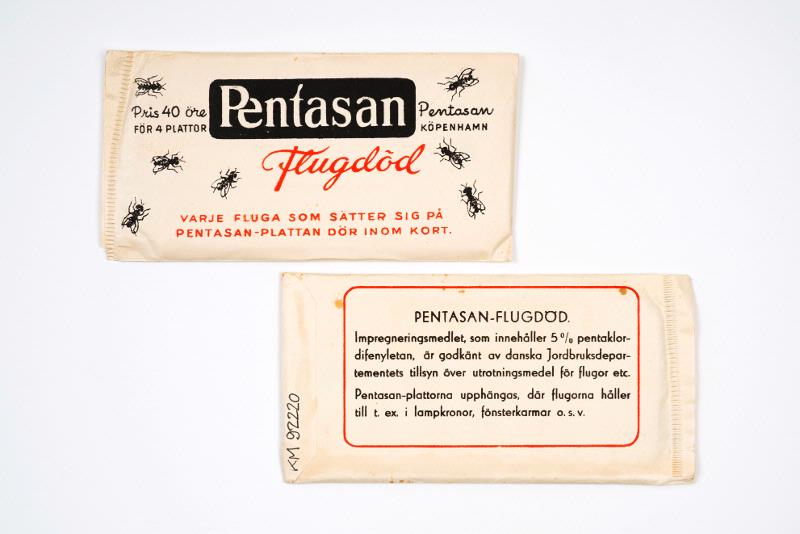 Pris 40 öre
FÖR 4 PLATTOR
Pentasan
Pentasan
KÖPENHAMN
Flugdöd
VARJE FLUGA SOM SÄTTER SIG PÅ
PENTASAN-PLATTAN DÖR INOM KORT.
PENTASAN-FLUGDÖD.
Impregneringsmedlet, som innehåller 5 % pentaklor-
difenyletan, är godkänt av danska Jordbruksdepar-
tementets tillsyn över utrotningsmedel för flugor etc.
Pentasan-plattorna upphängas, där flugorna håller
till t. ex. i lampkronor, fönsterkarmar o. s. v.
KM 92220